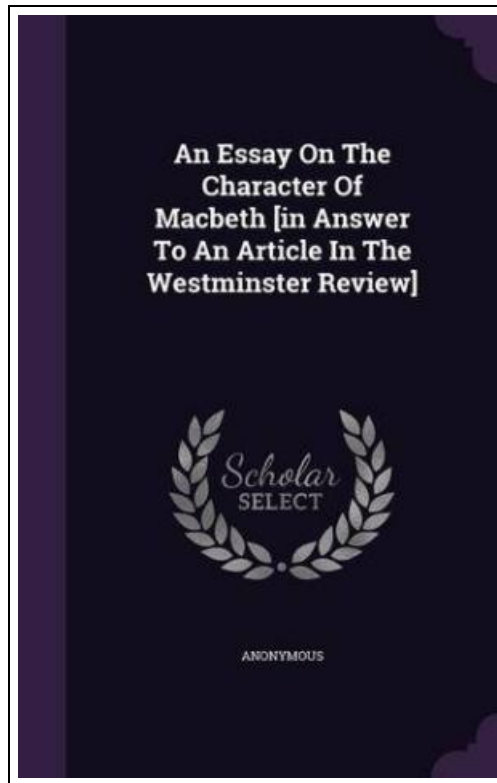 An Essay On The
Character Of
Macbeth [in Answer
To An Article In The
Westminster Review]
Scholar
SELECT
ANONYMOUS